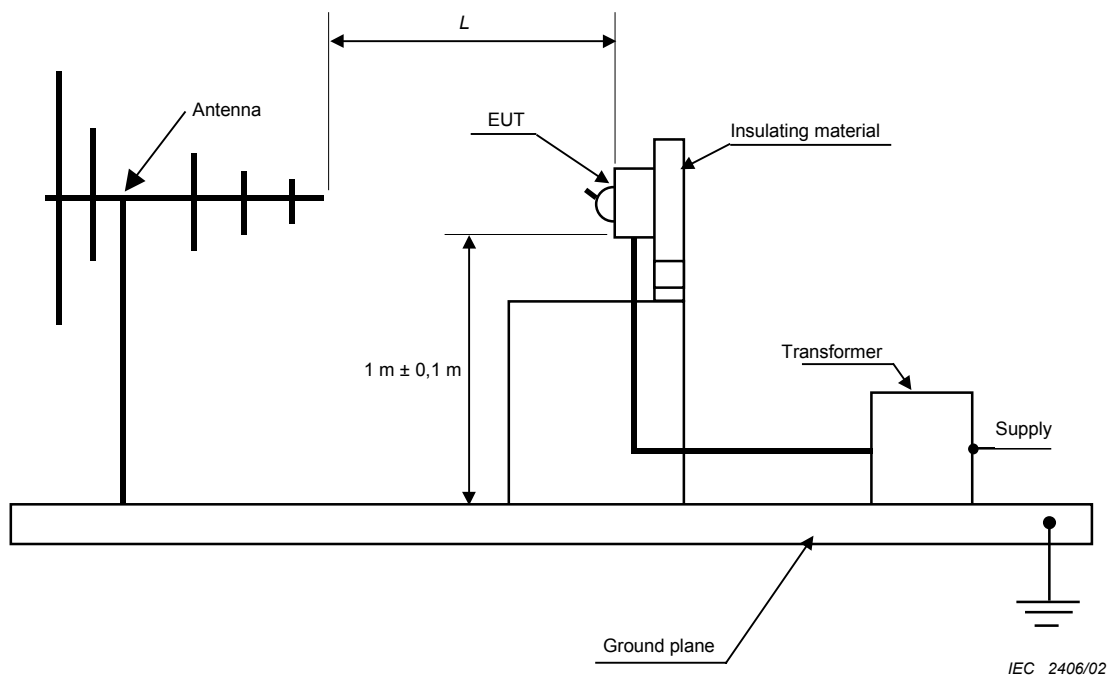 L
Antenna
EUT
Insulating material
1 m ± 0,1 m
Transformer
Supply
Ground plane
IEC 2406/02